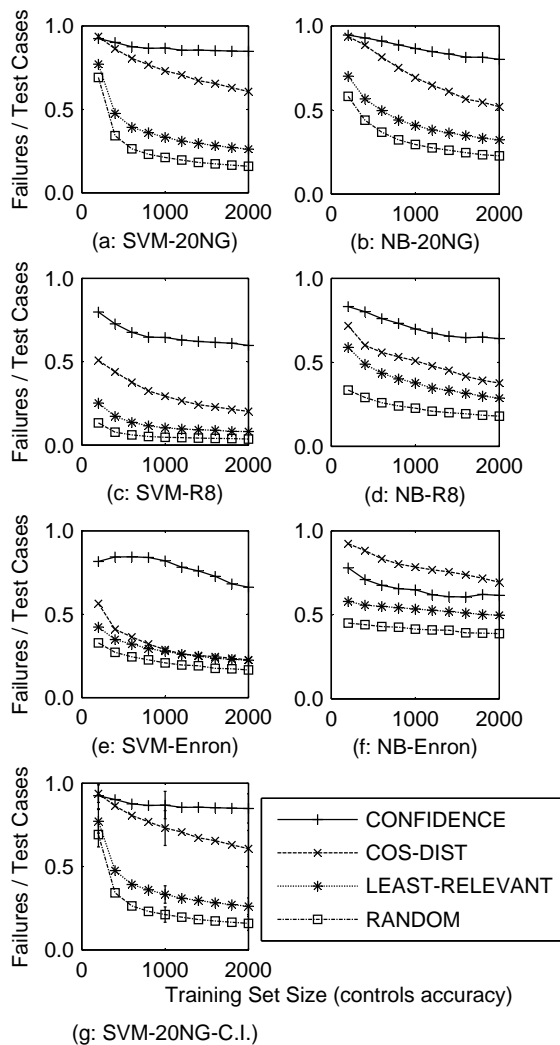 Failures / Test Cases
1.0
0.5
0.0
0 1000 2000
(a: SVM-20NG)
1.0
0.5
0.0
0 1000 2000
(b: NB-20NG)
Failures / Test Cases
1.0
0.5
0.0
0 1000 2000
(c: SVM-R8)
1.0
0.5
0.0
0 1000 2000
(d: NB-R8)
Failures / Test Cases
1.0
0.5
0.0
0 1000 2000
(e: SVM-Enron)
1.0
0.5
0.0
0 1000 2000
(f: NB-Enron)
Failures / Test Cases
1.0
0.5
0.0
0 1000 2000
CONFIDENCE
COS-DIST
LEAST-RELEVANT
RANDOM
Training Set Size (controls accuracy)
(g: SVM-20NG-C.I.)